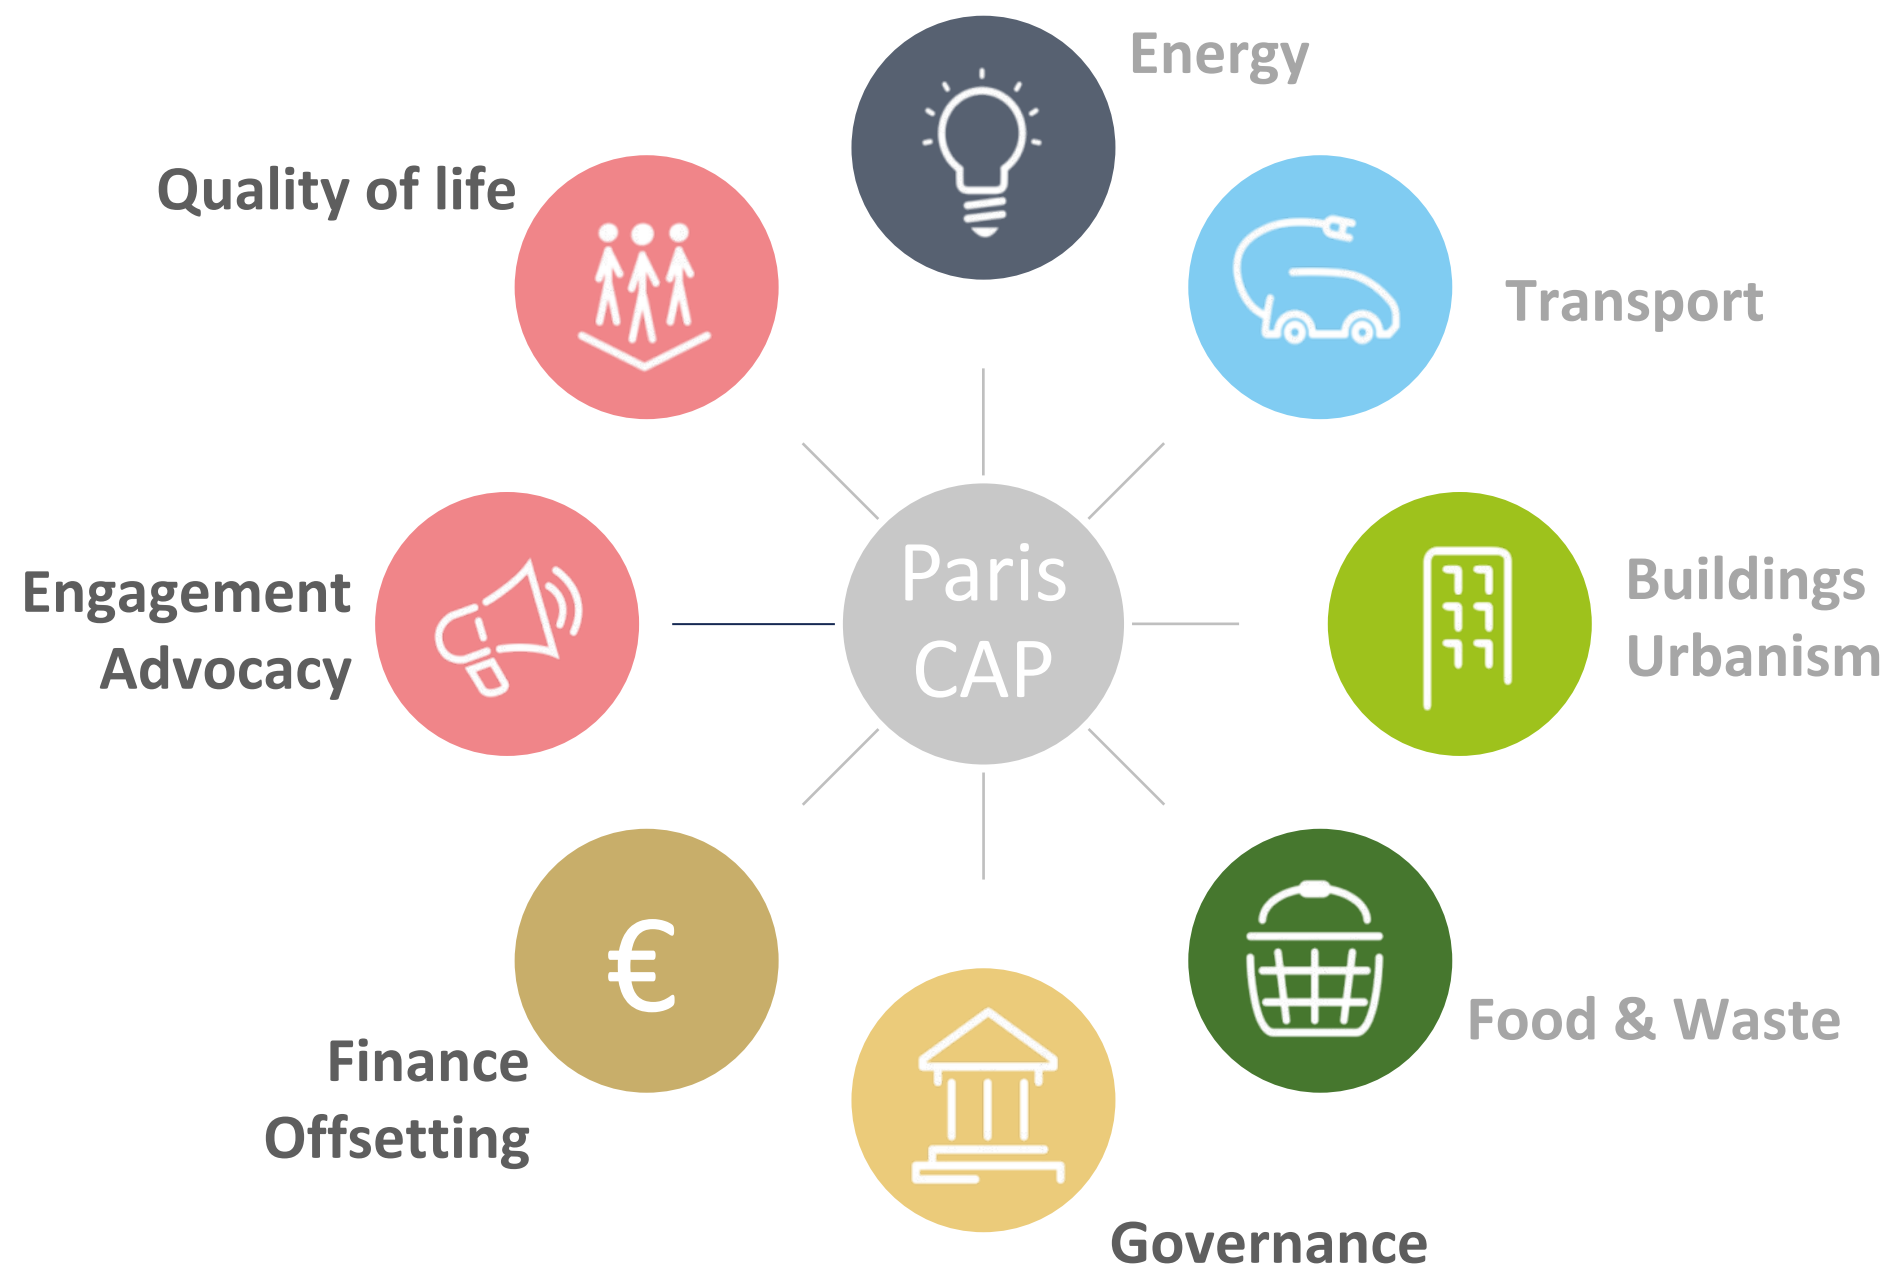 Energy
Quality of life
Transport
Paris
CAP
Engagement
Advocacy
Buildings
Urbanism
€
Finance
Offsetting
Food & Waste
Governance